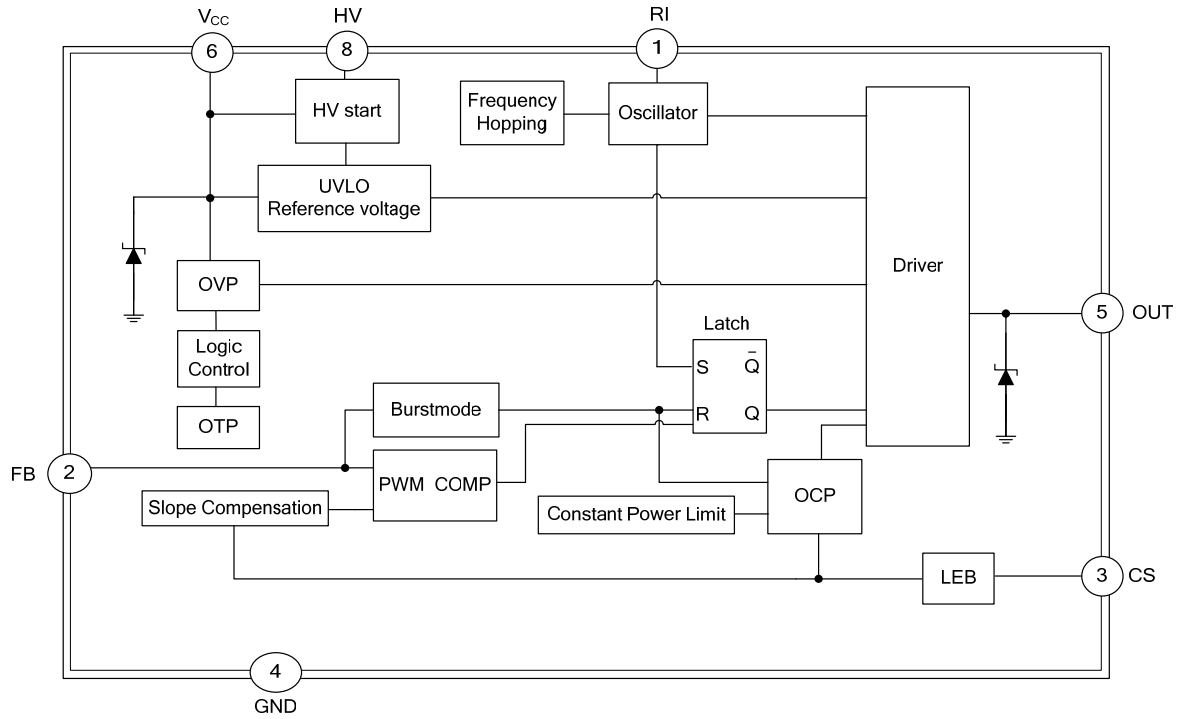 V_CC
HV
RI
6
8
1
HV start
Frequency
Hopping
Oscillator
UVLO
Reference voltage
Driver
OVP
5
OUT
Latch
Logic
Control
S
Q̅
Burstmode
R
Q
OTP
FB
2
PWM COMP
OCP
Slope Compensation
Constant Power Limit
LEB
3
CS
4
GND